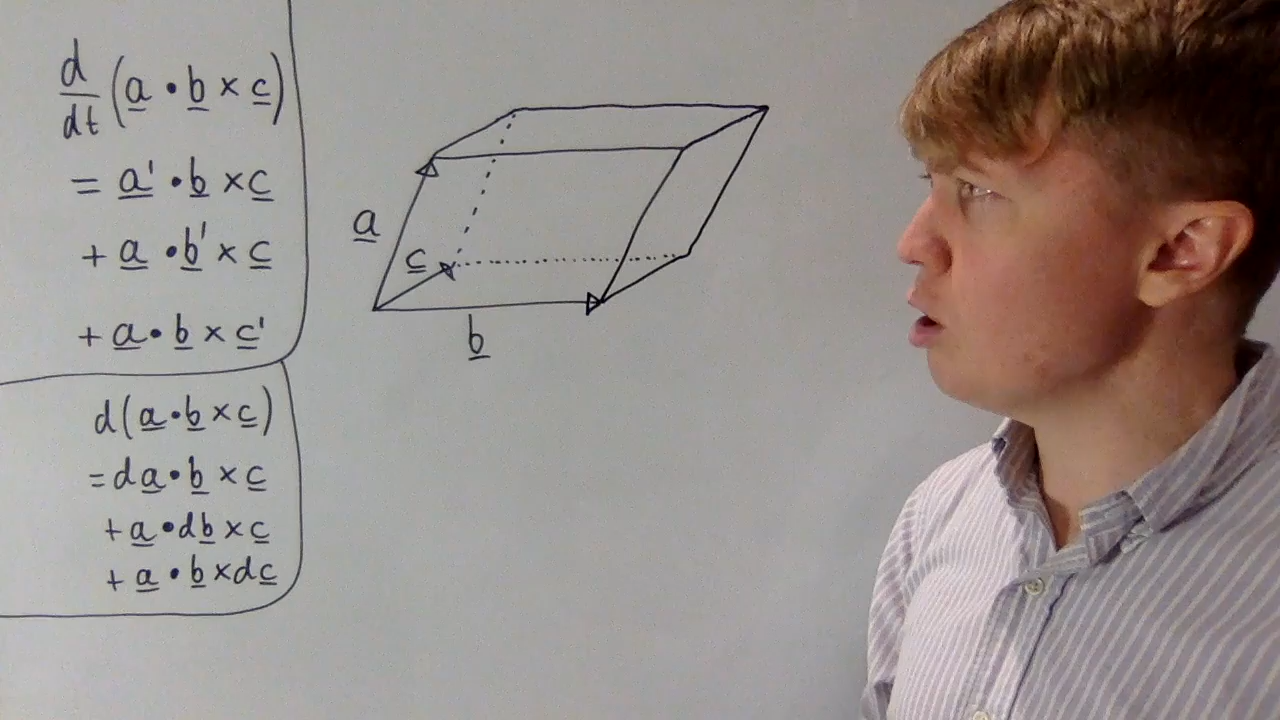 d/dt (a • b × c)
= a' • b × c
+ a • b' × c
+ a • b × c'
d(a • b × c)
= da • b × c
+ a • db × c
+ a • b × dc
a
c
b